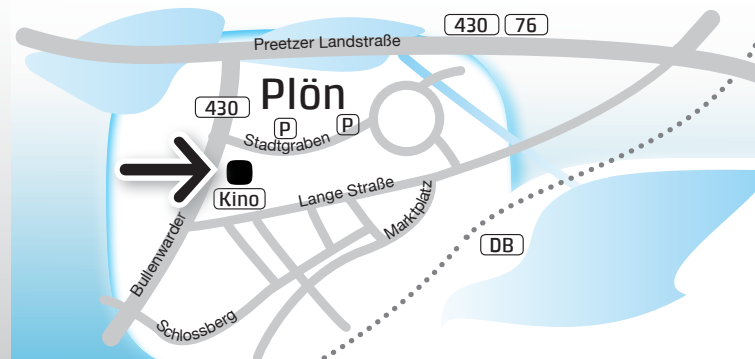 430 76
Preetzer Landstraße
Plön
430
P
P
Stadtgraben
Kino
Lange Straße
Marktplatz
Bullenwarder
DB
Schlossberg